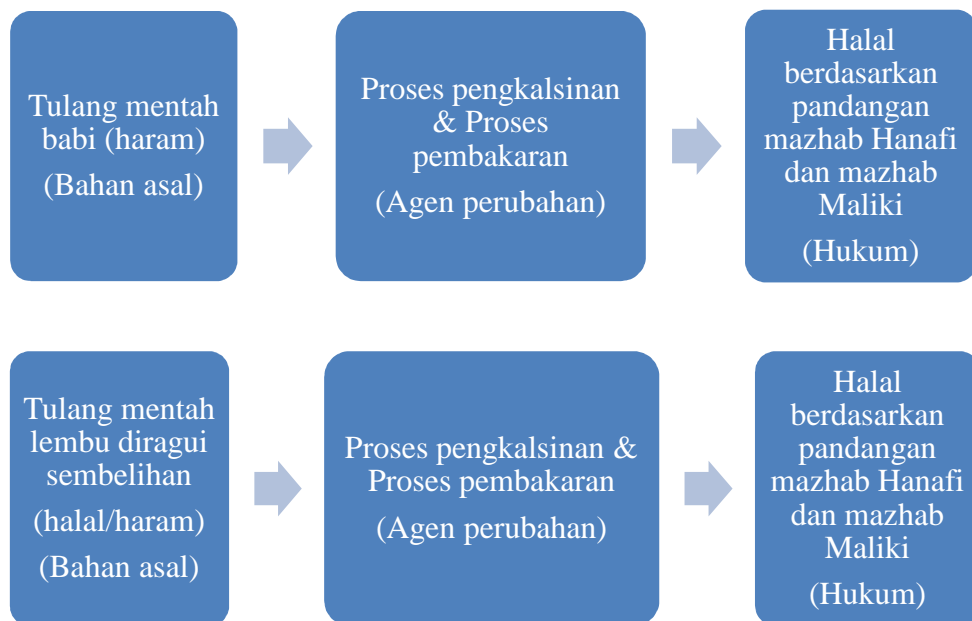 Tulang mentah
babi (haram)
(Bahan asal)
Proses pengkalsinan
& Proses
pembakaran
(Agen perubahan)
Halal
berdasarkan
pandangan
mazhab Hanafi
dan mazhab
Maliki
(Hukum)
Tulang mentah
lembu diragui
sembelihan
(halal/haram)
(Bahan asal)
Proses pengkalsinan &
Proses pembakaran
(Agen perubahan)
Halal
berdasarkan
pandangan
mazhab Hanafi
dan mazhab
Maliki
(Hukum)